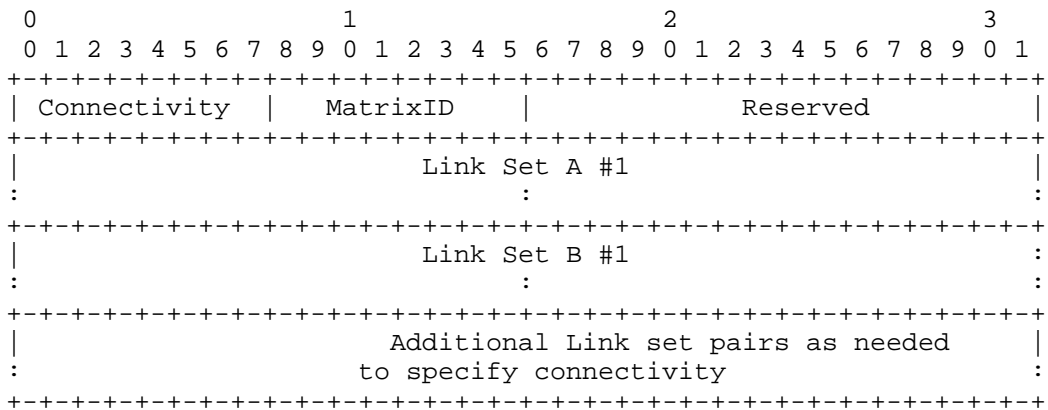 0 1 2 3
0 1 2 3 4 5 6 7 8 9 0 1 2 3 4 5 6 7 8 9 0 1 2 3 4 5 6 7 8 9 0 1
+-+-+-+-+-+-+-+-+-+-+-+-+-+-+-+-+-+-+-+-+-+-+-+-+-+-+-+-+-+-+-+-+
| Connectivity | MatrixID | Reserved |
+-+-+-+-+-+-+-+-+-+-+-+-+-+-+-+-+-+-+-+-+-+-+-+-+-+-+-+-+-+-+-+-+
| Link Set A #1 |
: : :
+-+-+-+-+-+-+-+-+-+-+-+-+-+-+-+-+-+-+-+-+-+-+-+-+-+-+-+-+-+-+-+-+
| Link Set B #1 :
: : :
+-+-+-+-+-+-+-+-+-+-+-+-+-+-+-+-+-+-+-+-+-+-+-+-+-+-+-+-+-+-+-+-+
| Additional Link set pairs as needed |
: to specify connectivity :
+-+-+-+-+-+-+-+-+-+-+-+-+-+-+-+-+-+-+-+-+-+-+-+-+-+-+-+-+-+-+-+-+